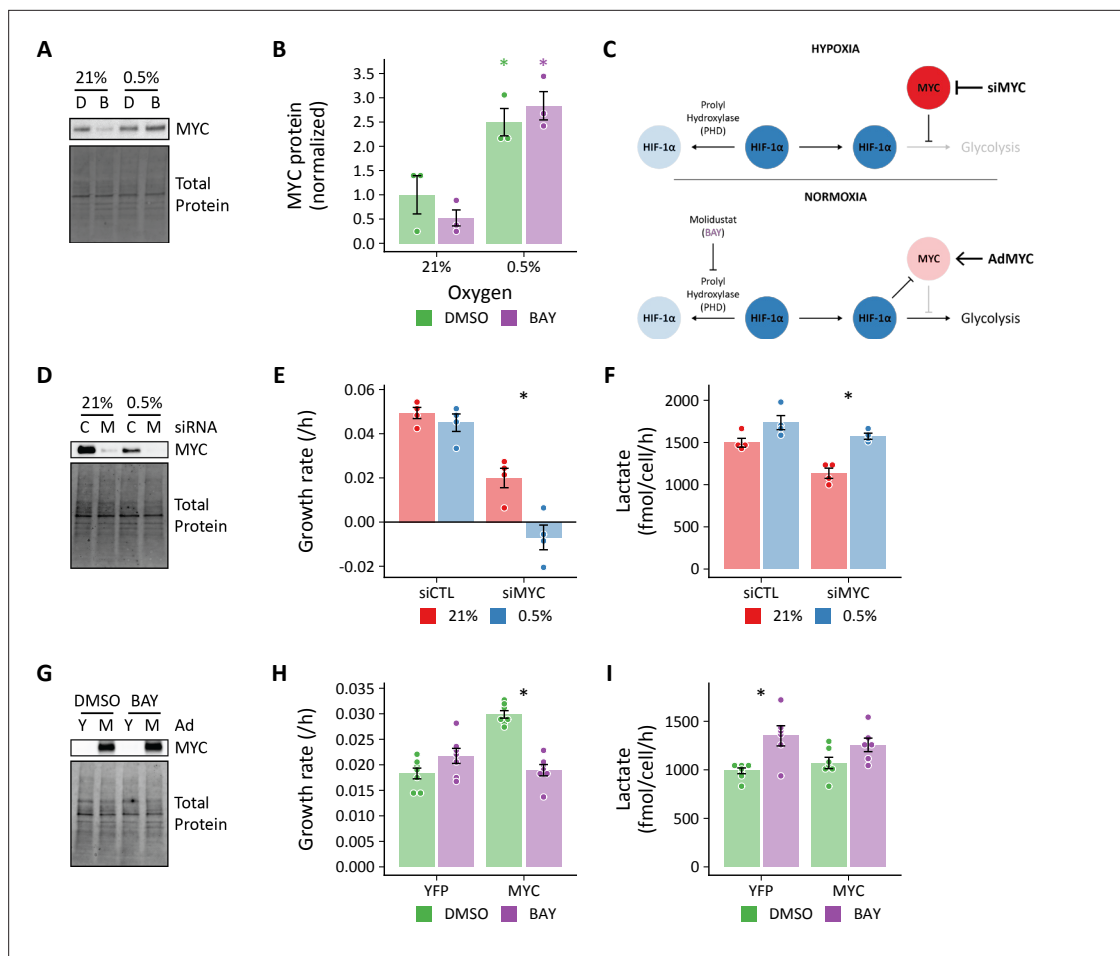 A
21% 0.5%
D B D B
MYC
Total
Protein
B
* *
MYC protein
(normalized)
3.5
3.0
2.5
2.0
1.5
1.0
0.5
0.0
21% 0.5%
Oxygen
DMSO BAY
C
HYPOXIA
MYC
siMYC
Prolyl
Hydroxylase
(PHD)
HIF-1α HIF-1α HIF-1α Glycolysis
NORMOXIA
Molidustat
(BAY)
MYC
AdMYC
Prolyl
Hydroxylase
(PHD)
HIF-1α HIF-1α HIF-1α Glycolysis
D
21% 0.5%
C M C M siRNA
MYC
Total
Protein
E
*
Growth rate (/h)
0.06
0.04
0.02
0.00
-0.02
siCTL siMYC
21% 0.5%
F
*
Lactate
(fmol/cell/h)
2000
1500
1000
500
0
siCTL siMYC
21% 0.5%
G
DMSO BAY
Y M Y M Ad
MYC
Total
Protein
H
*
Growth rate (/h)
0.035
0.030
0.025
0.020
0.015
0.010
0.005
0.000
YFP MYC
DMSO BAY
I
*
Lactate
(fmol/cell/h)
1500
1000
500
0
YFP MYC
DMSO BAY